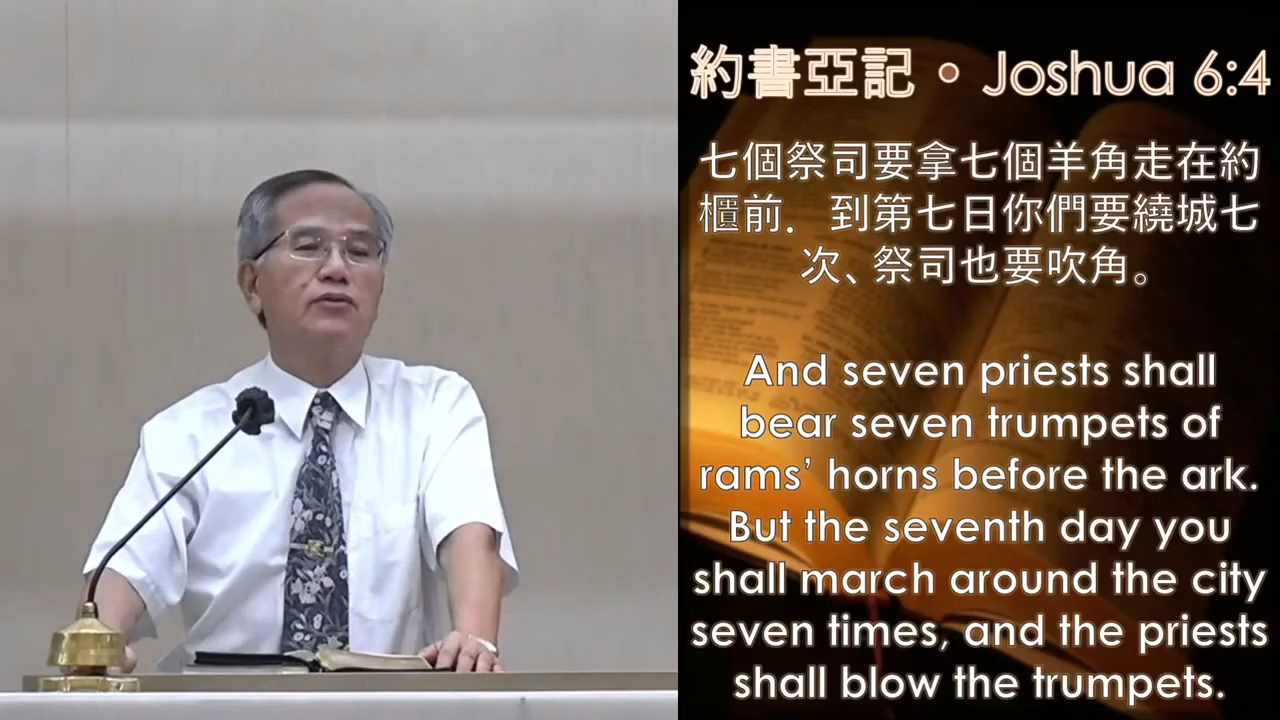 約書亞記・Joshua 6:4
七個祭司要拿七個羊角走在約
櫃前．到第七日你們要繞城七
次、祭司也要吹角。
And seven priests shall
bear seven trumpets of
rams’ horns before the ark.
But the seventh day you
shall march around the city
seven times, and the priests
shall blow the trumpets.